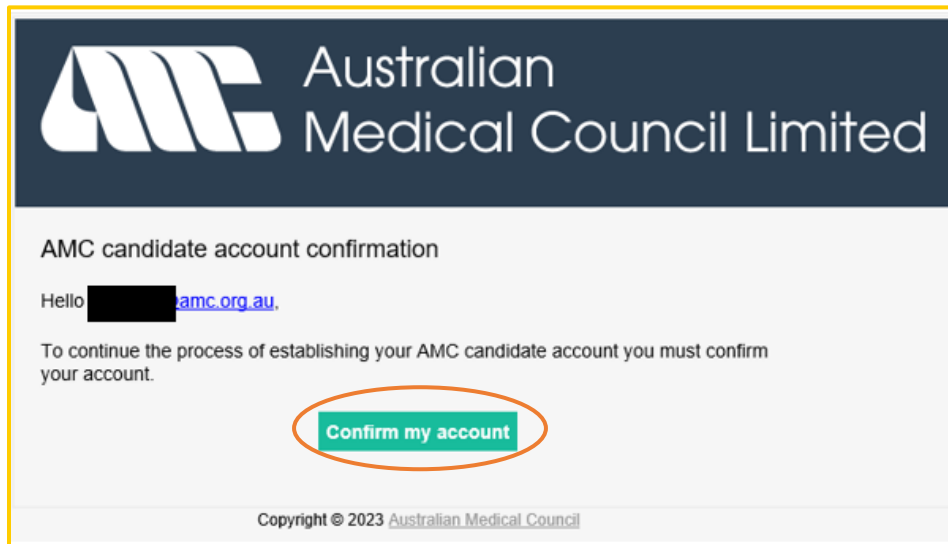 AMC
Australian
Medical Council Limited
AMC candidate account confirmation
Hello @amc.org.au,
To continue the process of establishing your AMC candidate account you must confirm
your account.
Confirm my account
Copyright © 2023 Australian Medical Council